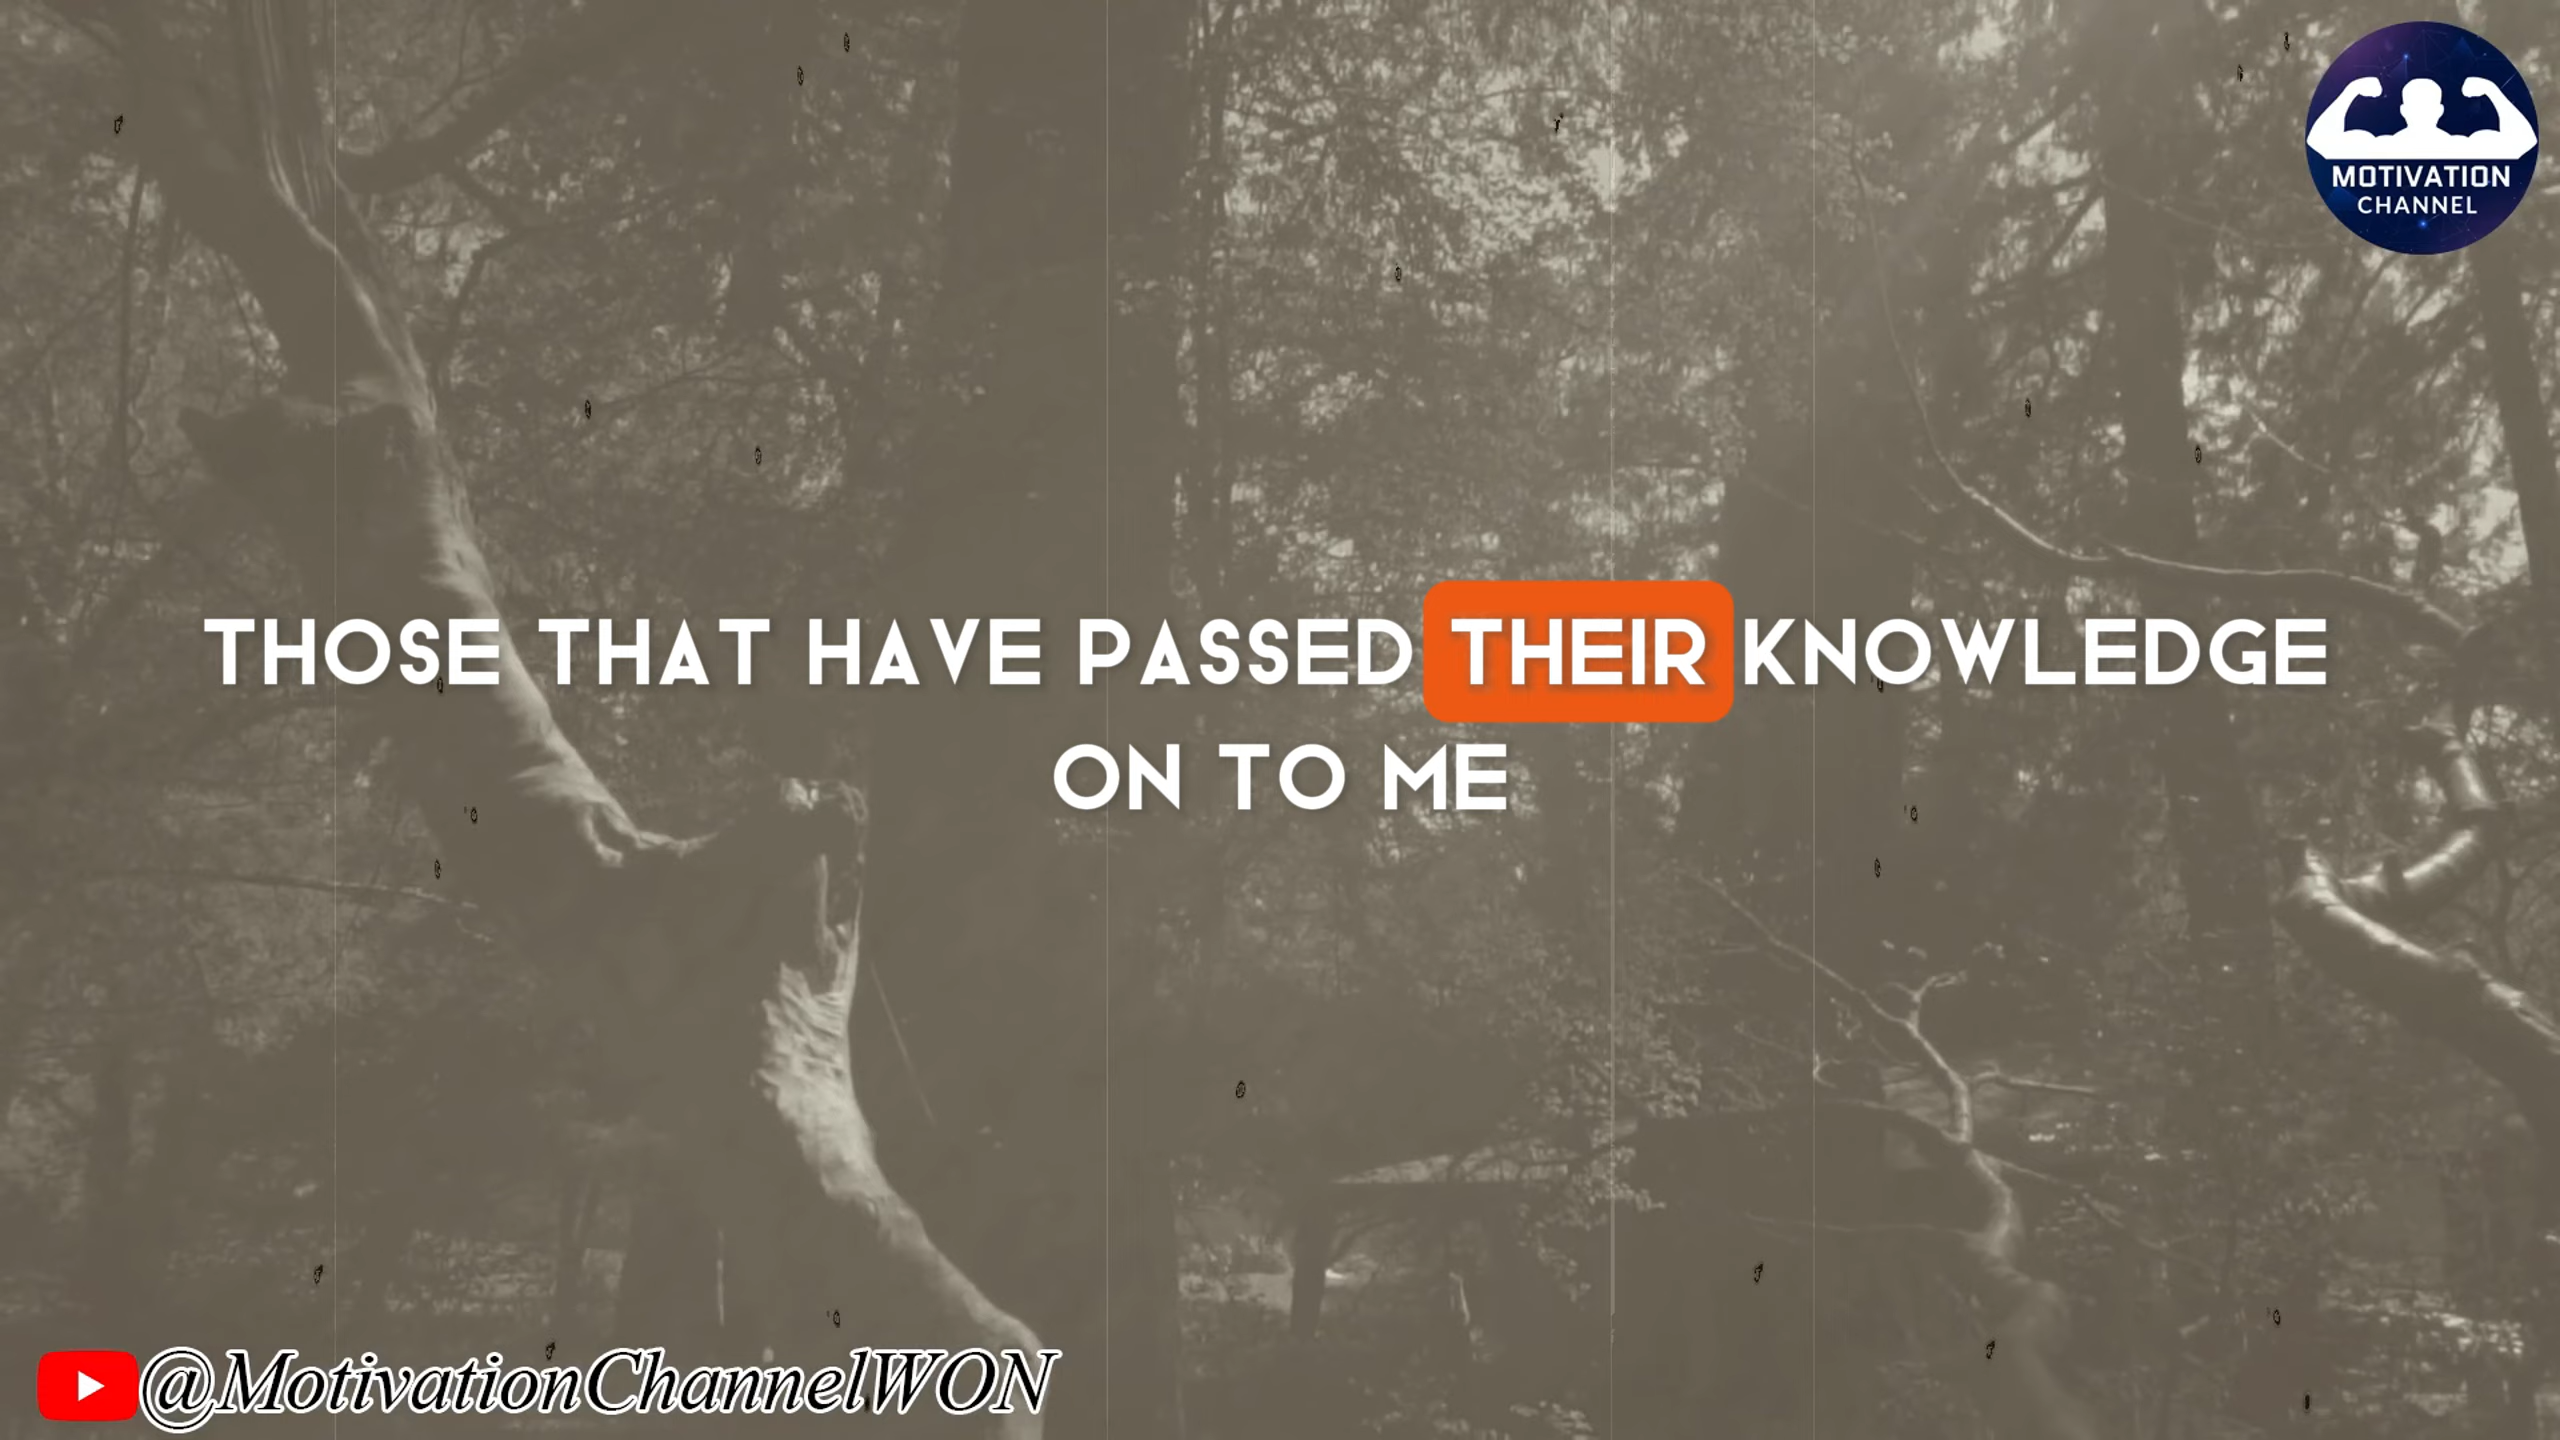 MOTIVATION
CHANNEL
THOSE THAT HAVE PASSED THEIR KNOWLEDGE
ON TO ME
@MotivationChannelWON